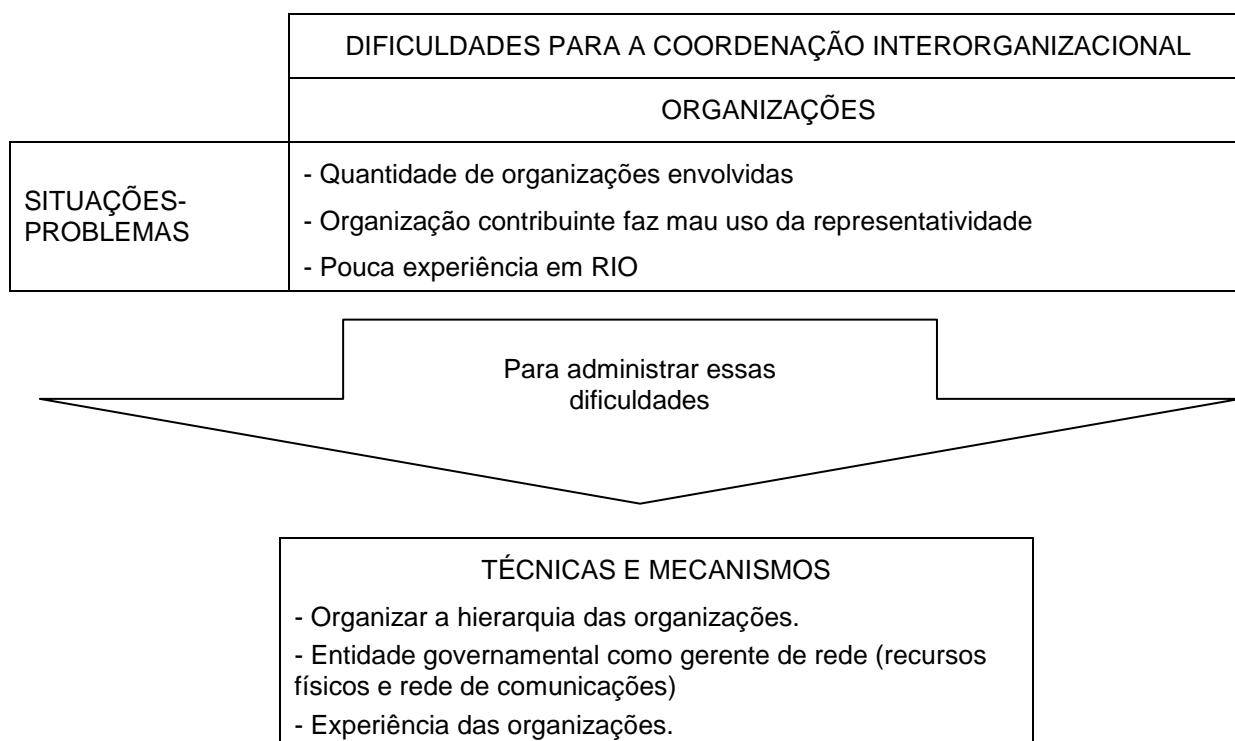 DIFICULDADES PARA A COORDENAÇÃO INTERORGANIZACIONAL
ORGANIZAÇÕES
SITUAÇÕES-
PROBLEMAS
- Quantidade de organizações envolvidas
- Organização contribuinte faz mau uso da representatividade
- Pouca experiência em RIO
Para administrar essas
dificuldades
TÉCNICAS E MECANISMOS
- Organizar a hierarquia das organizações.
- Entidade governamental como gerente de rede (recursos
físicos e rede de comunicações)
- Experiência das organizações.